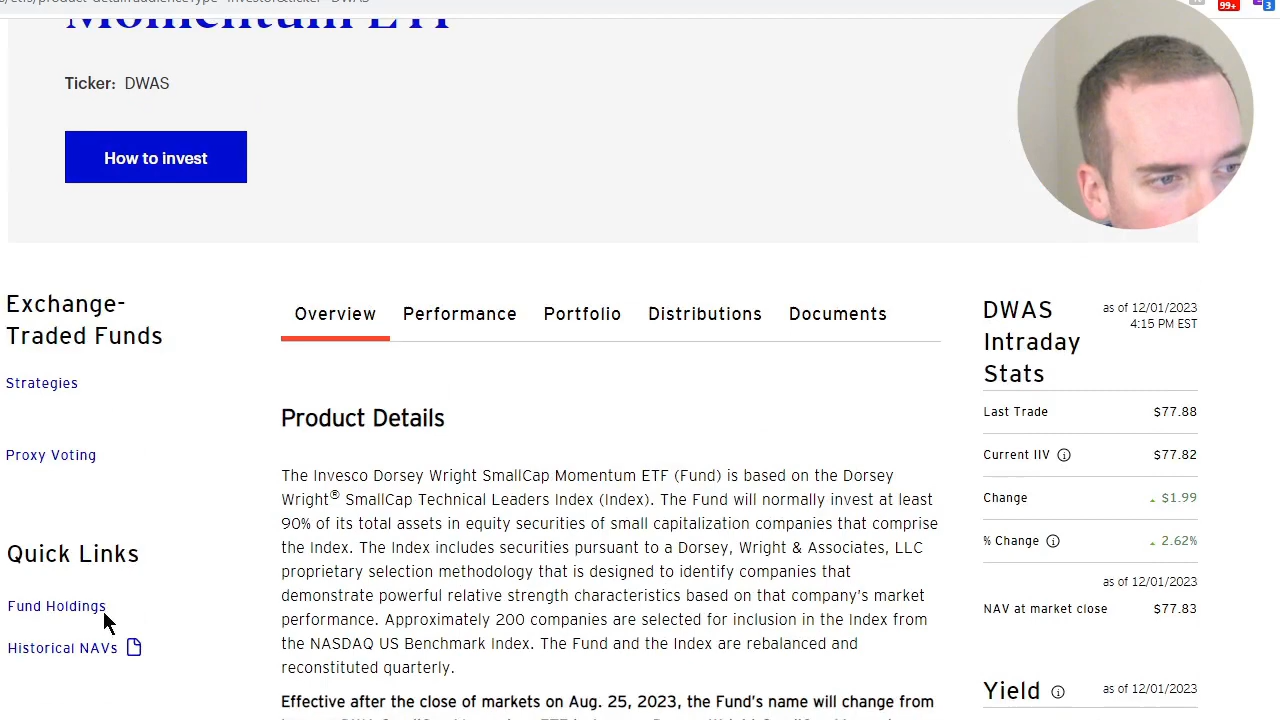 Momentum ETF
Ticker: DWAS
How to invest
99+
3
Exchange-
Traded Funds
Strategies
Proxy Voting
Quick Links
Fund Holdings
Historical NAVs
Overview Performance Portfolio Distributions Documents
Product Details
The Invesco Dorsey Wright SmallCap Momentum ETF (Fund) is based on the Dorsey
Wright® SmallCap Technical Leaders Index (Index). The Fund will normally invest at least
90% of its total assets in equity securities of small capitalization companies that comprise
the Index. The Index includes securities pursuant to a Dorsey, Wright & Associates, LLC
proprietary selection methodology that is designed to identify companies that
demonstrate powerful relative strength characteristics based on that company's market
performance. Approximately 200 companies are selected for inclusion in the Index from
the NASDAQ US Benchmark Index. The Fund and the Index are rebalanced and
reconstituted quarterly.
Effective after the close of markets on Aug. 25, 2023, the Fund's name will change from
DWAS
Intraday
Stats
as of 12/01/2023
4:15 PM EST
Last Trade $77.88
Current IIV $77.82
Change $1.99
% Change 2.62%
as of 12/01/2023
NAV at market close $77.83
Yield as of 12/01/2023